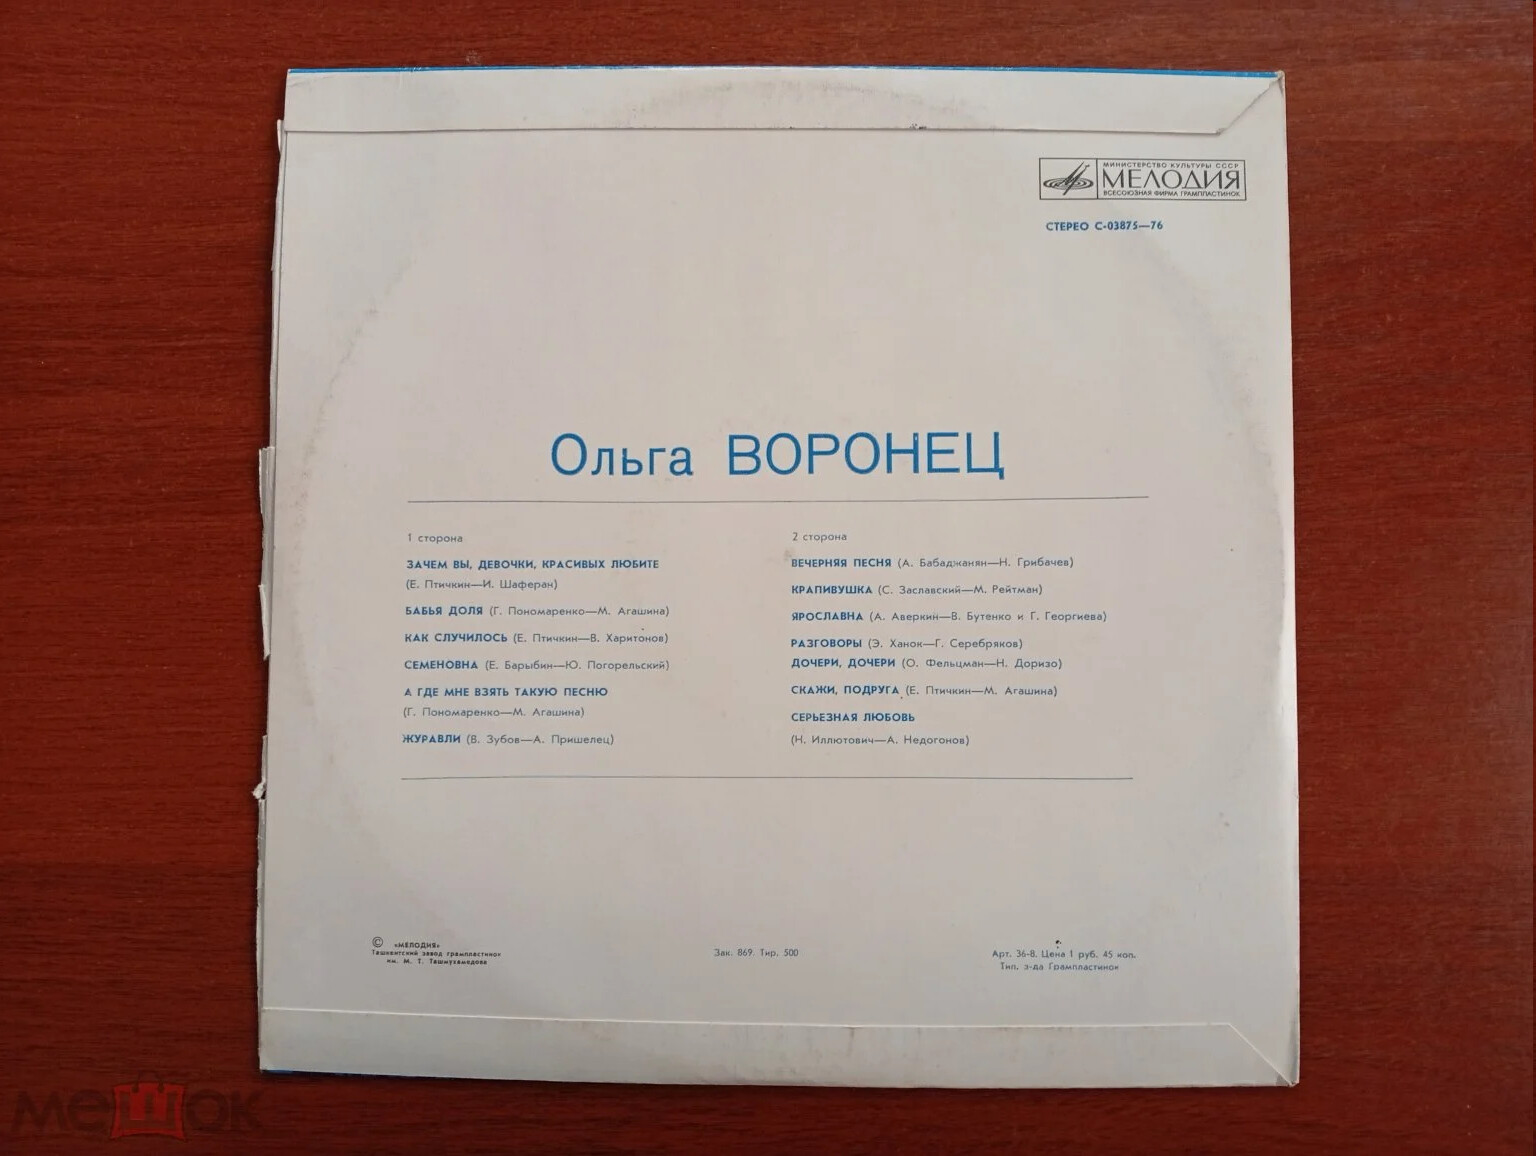 МИНИСТЕРСТВО КУЛЬТУРЫ СССР
МЕЛОДИЯ
ВСЕСОЮЗНАЯ ФИРМА ГРАМПЛАСТИНОК
СТЕРЕО С-03875—76
Ольга ВОРОНЕЦ
1 сторона
ЗАЧЕМ ВЫ, ДЕВОЧКИ, КРАСИВЫХ ЛЮБИТЕ
(Е. Птичкин—И. Шаферан)
БАБЬЯ ДОЛЯ (Г. Пономаренко—М. Агашина)
КАК СЛУЧИЛОСЬ (Е. Птичкин—В. Харитонов)
СЕМЕНОВНА (Е. Барыбин—Ю. Погорельский)
А ГДЕ МНЕ ВЗЯТЬ ТАКУЮ ПЕСНЮ
(Г. Пономаренко—М. Агашина)
ЖУРАВЛИ (В. Зубов—А. Пришелец)
2 сторона
ВЕЧЕРНЯЯ ПЕСНЯ (А. Бабаджанян—Н. Грибачев)
КРАПИВУШКА (С. Заславский—М. Рейтман)
ЯРОСЛАВНА (А. Аверкин—В. Бутенко и Г. Георгиева)
РАЗГОВОРЫ (Э. Ханок—Г. Серебряков)
ДОЧЕРИ, ДОЧЕРИ (О. Фельцман—Н. Доризо)
СКАЖИ, ПОДРУГА (Е. Птичкин—М. Агашина)
СЕРЬЕЗНАЯ ЛЮБОВЬ
(Н. Иллютович—А. Недогонов)
© «МЕЛОДИЯ»
Ташкентский завод грампластинок
им. М. Т. Ташмухамедова
Зак. 869. Тир. 500
Арт. 36-8. Цена 1 руб. 45 коп.
Тип. з-да Грампластинок
мешок